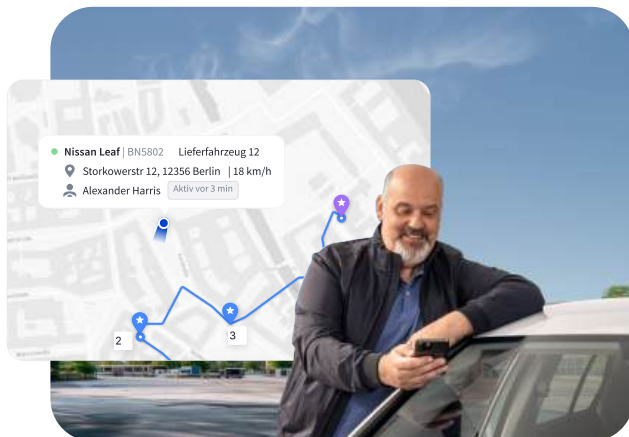 Nissan Leaf | BN5802 Lieferfahrzeug 12
Storkowerstr 12, 12356 Berlin | 18 km/h
Alexander Harris Aktiv vor 3 min
2
3